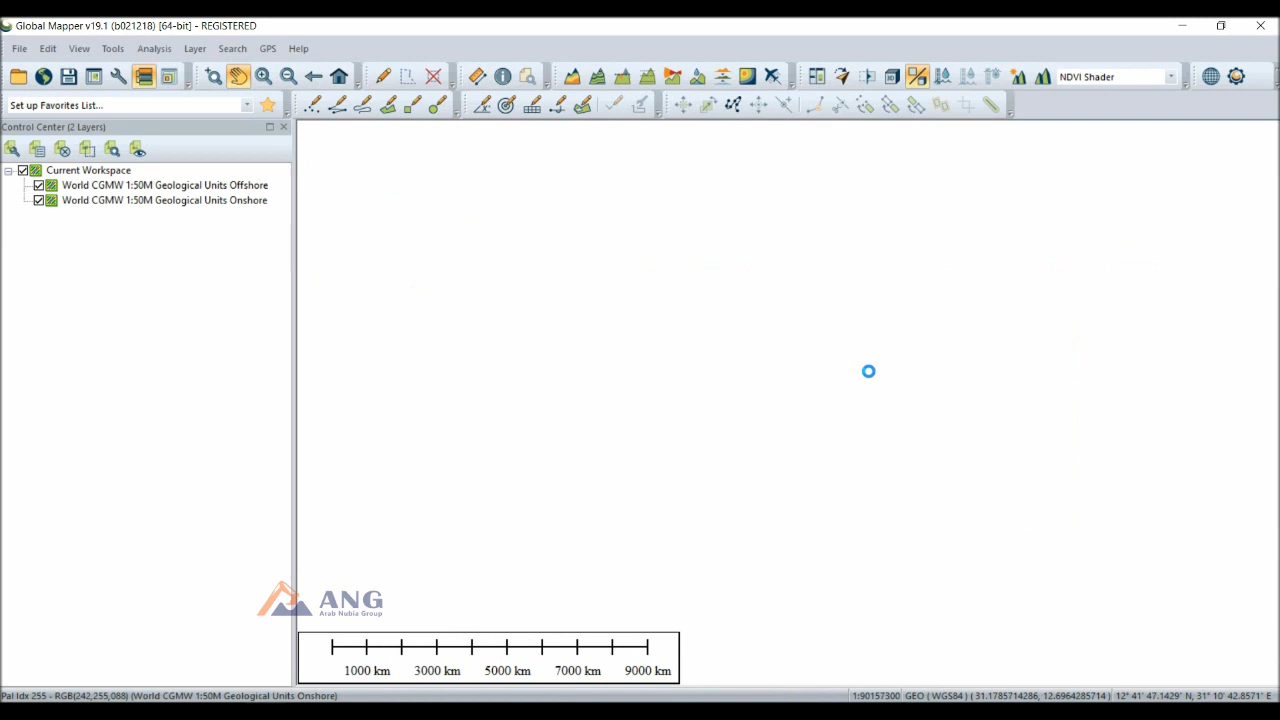 Global Mapper v19.1 (b021218) [64-bit] - REGISTERED
File Edit View Tools Analysis Layer Search GPS Help
NDVI Shader
Set up Favorites List...
Control Center (2 Layers)
Current Workspace
World CGMW 1:50M Geological Units Offshore
World CGMW 1:50M Geological Units Onshore
ANG
Arab Nubia Group
1000 km 3000 km 5000 km 7000 km 9000 km
Pal Idx 255 - RGB(242,255,088) (World CGMW 1:50M Geological Units Onshore) 1:90157300 GEO ( WGS84 ) ( 31.1785714286, 12.6964285714 ) 12° 41' 47.1429" N, 31° 10' 42.8571" E